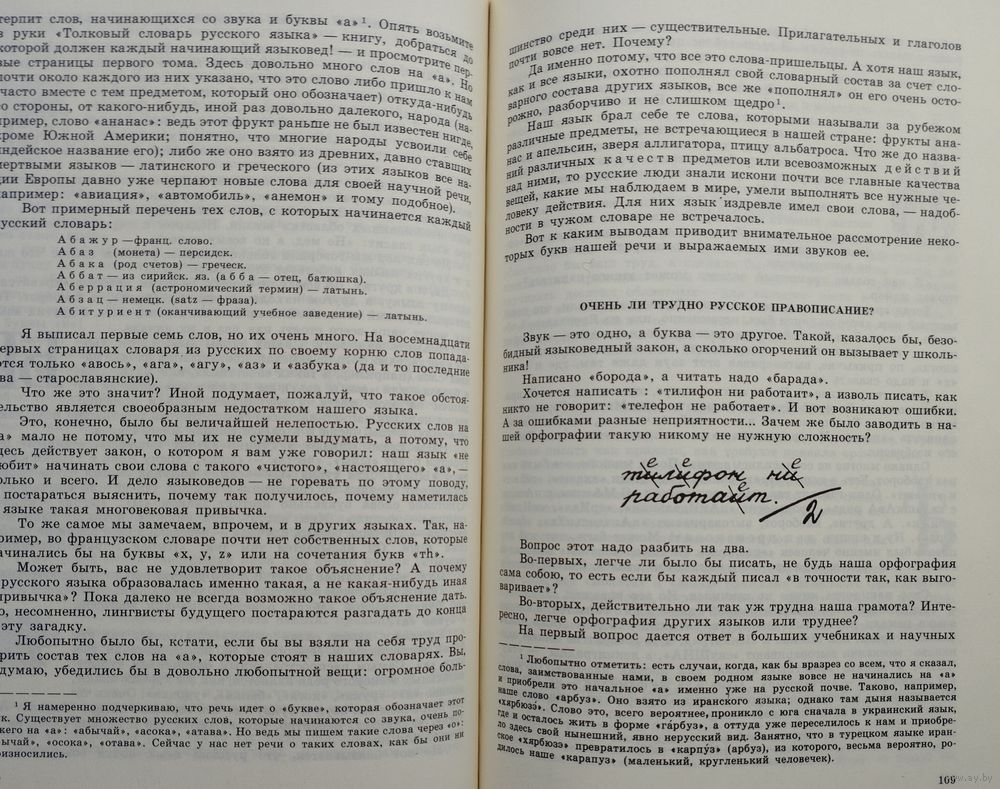 терпит слов, начинающихся со звука и буквы «а»¹. Опять возьмите
в руки «Толковый словарь русского языка» — книгу, добраться до
которой должен каждый начинающий языковед! — и просмотрите пер-
вые страницы первого тома. Здесь довольно много слов на «а». Но
почти около каждого из них указано, что это слово либо пришло к нам
часто вместе с тем предметом, который оно обозначает) откуда-нибудь
со стороны, от какого-нибудь, иной раз довольно далекого, народа (на-
пример, слово «ананас»: ведь этот фрукт раньше не был известен нигде,
кроме Южной Америки; понятно, что многие народы усвоили себе
индейское название его); либо же оно взято из древних, давно ставших
мертвыми языков — латинского и греческого (из этих языков все на-
ции Европы давно уже черпают новые слова для своей научной речи,
например: «авиация», «автомобиль», «анемон» и тому подобное).
Вот примерный перечень тех слов, с которых начинается каждый
русский словарь:
Абажур — франц. слово.
Абаз (монета) — персидск.
Абака (род счетов) — греческ.
Аббат — из сирийск. яз. (абба — отец, батюшка).
Аберрация (астрономический термин) — латынь.
Абзац — немецк. (satz — фраза).
Абитуриент (оканчивающий учебное заведение) — латынь.
Я выписал первые семь слов, но их очень много. На восемнадцати
первых страницах словаря из русских по своему корню слов попада-
ются только «авось», «ага», «агу», «аз» и «азбука» (да и то последние
два — старославянские).
Что же это значит? Иной подумает, пожалуй, что такое обстоя-
тельство является своеобразным недостатком нашего языка.
Это, конечно, было бы величайшей нелепостью. Русских слов на
«а» мало не потому, что мы их не сумели выдумать, а потому, что
здесь действует закон, о котором я вам уже говорил: наш язык «не
любит» начинать свои слова с такого «чистого», «настоящего» «а», —
только и всего. И дело языковедов — не горевать по этому поводу,
постараться выяснить, почему так получилось, почему наметилась
языке такая многовековая привычка.
То же самое мы замечаем, впрочем, и в других языках. Так, на-
пример, во французском словаре почти нет собственных слов, которые
начинались бы на буквы «x, y, z» или на сочетания букв «тh».
Может быть, вас не удовлетворит такое объяснение? А почему
русского языка образовалась именно такая, а не какая-нибудь иная
привычка»? Пока далеко не всегда возможно такое объяснение дать.
о, несомненно, лингвисты будущего постараются разгадать до конца
эту загадку.
Любопытно было бы, кстати, если бы вы взяли на себя труд про-
верить состав тех слов на «а», которые стоят в наших словарях. Вы,
думаю, убедились бы в довольно любопытной вещи: огромное боль-
¹ Я намеренно подчеркиваю, что речь идет о «букве», которая обозначает этот
к. Существует множество русских слов, которые начинаются со звука, очень по-
жего на «а»: «абычай», «асока», «атава». Но ведь мы пишем такие слова через «о»:
бычай», «осока», «отава». Сейчас у нас нет речи о таких словах, как бы они ни
оизносились.
шинство среди них — существительные. Прилагательных и глаголов
почти вовсе нет. Почему?
Да именно потому, что все это слова-пришельцы. А хотя наш язык,
как и все языки, охотно пополнял свой словарный состав за счет сло-
варного состава других языков, все же «пополнял» он его очень осто-
рожно, разборчиво и не слишком щедро¹.
Наш язык брал себе те слова, которыми называли за рубежом
различные предметы, не встречающиеся в нашей стране: фрукты ана-
нас и апельсин, зверя аллигатора, птицу альбатроса. Что же до назва-
ний различных качеств предметов или всевозможных действий
над ними, то русские люди знали искони почти все главные качества
вещей, какие мы наблюдаем в мире, умели выполнять все нужные че-
ловеку действия. Для них язык издревле имел свои слова, — надоб-
ности в чужом словаре не встречалось.
Вот к каким выводам приводит внимательное рассмотрение неко-
торых букв нашей речи и выражаемых ими звуков ее.
ОЧЕНЬ ЛИ ТРУДНО РУССКОЕ ПРАВОПИСАНИЕ?
Звук — это одно, а буква — это другое. Такой, казалось бы, безо-
бидный языковедный закон, а сколько огорчений он вызывает у школь-
ника!
Написано «борода», а читать надо «барада».
Хочется написать : «тилифон ни работаит», а изволь писать, как
никто не говорит: «телефон не работает». И вот возникают ошибки.
А за ошибками разные неприятности... Зачем же было заводить в на-
шей орфографии такую никому не нужную сложность?
е е е
тилифон ни
е
работаит. 2
Вопрос этот надо разбить на два.
Во-первых, легче ли было бы писать, не будь наша орфография
сама собою, то есть если бы каждый писал «в точности так, как выго-
варивает»?
Во-вторых, действительно ли так уж трудна наша грамота? Инте-
ресно, легче орфография других языков или труднее?
На первый вопрос дается ответ в больших учебниках и научных
¹ Любопытно отметить: есть случаи, когда, как бы вразрез со всем, что я сказал,
слова, заимствованные нами, в своем родном языке вовсе не начинались на «а»
и приобрели это начальное «а» именно уже на русской почве. Таково, например,
наше слово «арбуз». Оно взято из иранского языка; однако там дыня называется
«хярбюзэ». Слово это, всего вероятнее, проникло с юга сначала в украинский язык,
где и осталось жить в форме «га́рбуз», а оттуда уже переселилось к нам и приобре-
ло здесь свой нынешний, явно нерусский вид. Занятно, что в турецком языке иран-
ское «хярбюзэ» превратилось в «карпу́з» (арбуз), из которого, весьма вероятно, ро-
дилось наше «карапуз» (маленький, кругленький человечек).
109
ay.by